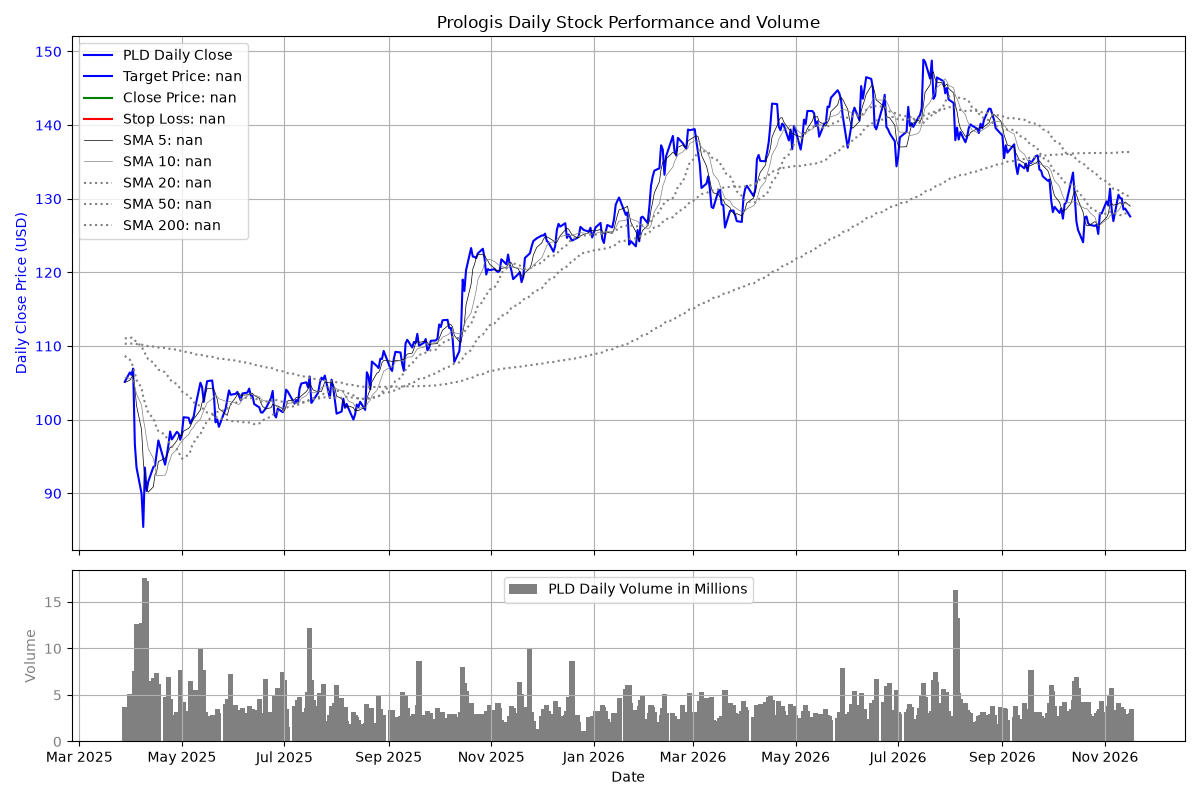 Prologis Daily Stock Performance and Volume
PLD Daily Close
Target Price: nan
Close Price: nan
Stop Loss: nan
SMA 5: nan
SMA 10: nan
SMA 20: nan
SMA 50: nan
SMA 200: nan
Daily Close Price (USD)
150
140
130
120
110
100
90
PLD Daily Volume in Millions
Volume
15
10
5
0
Mar 2025 May 2025 Jul 2025 Sep 2025 Nov 2025 Jan 2026 Mar 2026 May 2026 Jul 2026 Sep 2026 Nov 2026
Date